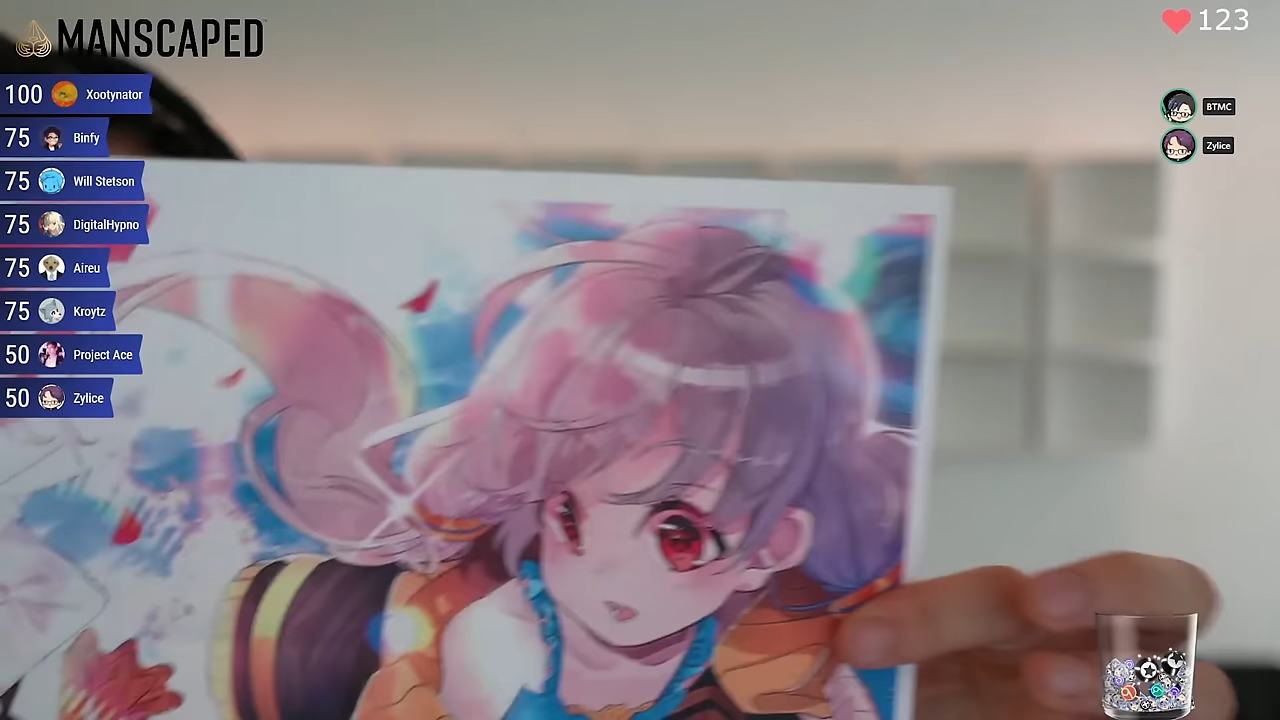 MANSCAPED
123
100 Xootynator
75 Binfy
75 Will Stetson
75 DigitalHypno
75 Aireu
75 Kroytz
50 Project Ace
50 Zylice
BTMC
Zylice